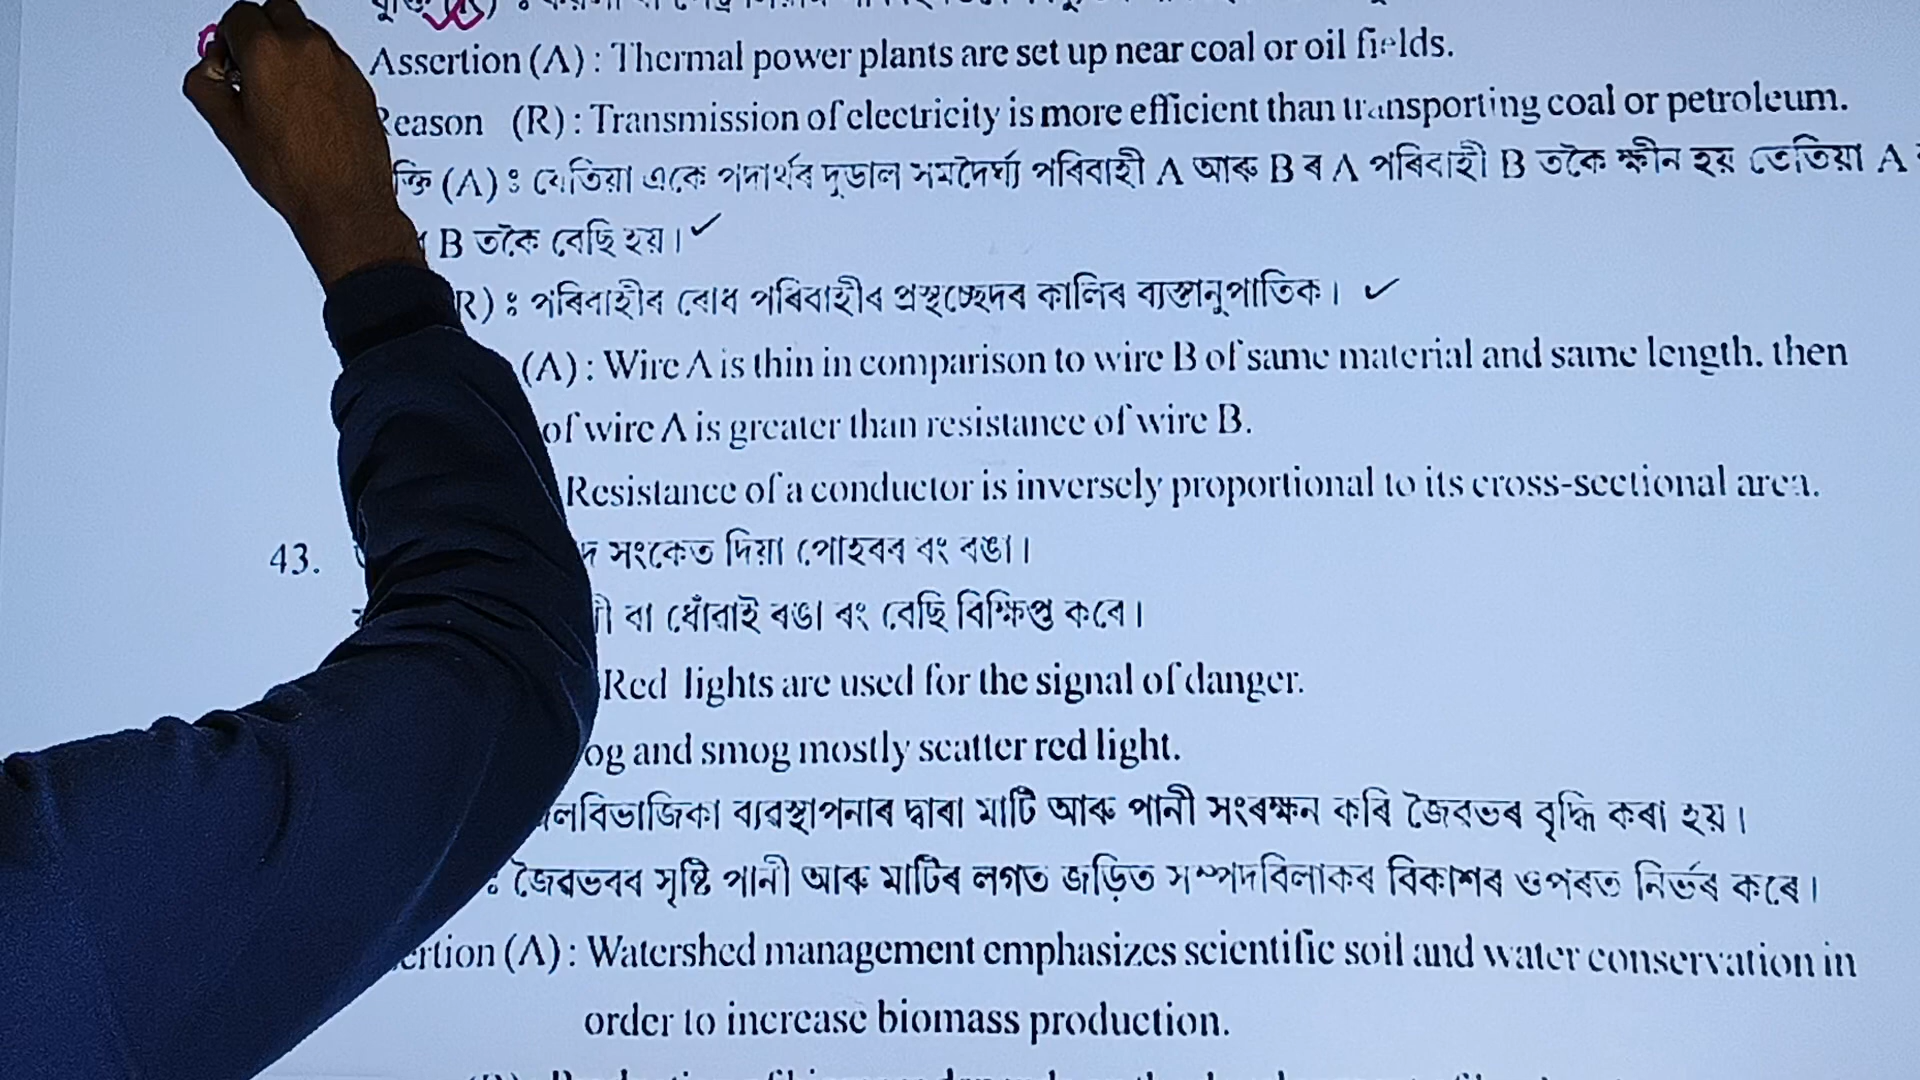 Assertion (A) : Thermal power plants are set up near coal or oil fields.
Reason (R) : Transmission of electricity is more efficient than transporting coal or petroleum.
(A) ঃ যেতিয়া একে পদাৰ্থৰ দুডাল সমদৈৰ্ঘ্য পৰিবাহী A আৰু B ৰ A পৰিবাহী B তকৈ ক্ষীন হয় তেতিয়া A
B তকৈ বেছি হয়। ✓
R) ঃ পৰিবাহীৰ ৰোধ পৰিবাহীৰ প্ৰস্থচ্ছেদৰ কালিৰ ব্যস্তানুপাতিক। ✓
(A) : Wire A is thin in comparison to wire B of same material and same length. then
of wire A is greater than resistance of wire B.
Resistance of a conductor is inversely proportional to its cross-sectional area.
43. সংকেত দিয়া পোহৰৰ ৰং ৰঙা।
বা ধোঁৱাই ৰঙা ৰং বেছি বিক্ষিপ্ত কৰে।
Red lights are used for the signal of danger.
and smog mostly scatter red light.
ব্যৱস্থাপনাৰ দ্বাৰা মাটি আৰু পানী সংৰক্ষন কৰি জৈৱভৰ বৃদ্ধি কৰা হয়।
ঃ জৈৱভৰৰ সৃষ্টি পানী আৰু মাটিৰ লগত জড়িত সম্পদবিলাকৰ বিকাশৰ ওপৰত নিৰ্ভৰ কৰে।
(A) : Watershed management emphasizes scientific soil and water conservation in
order to increase biomass production.